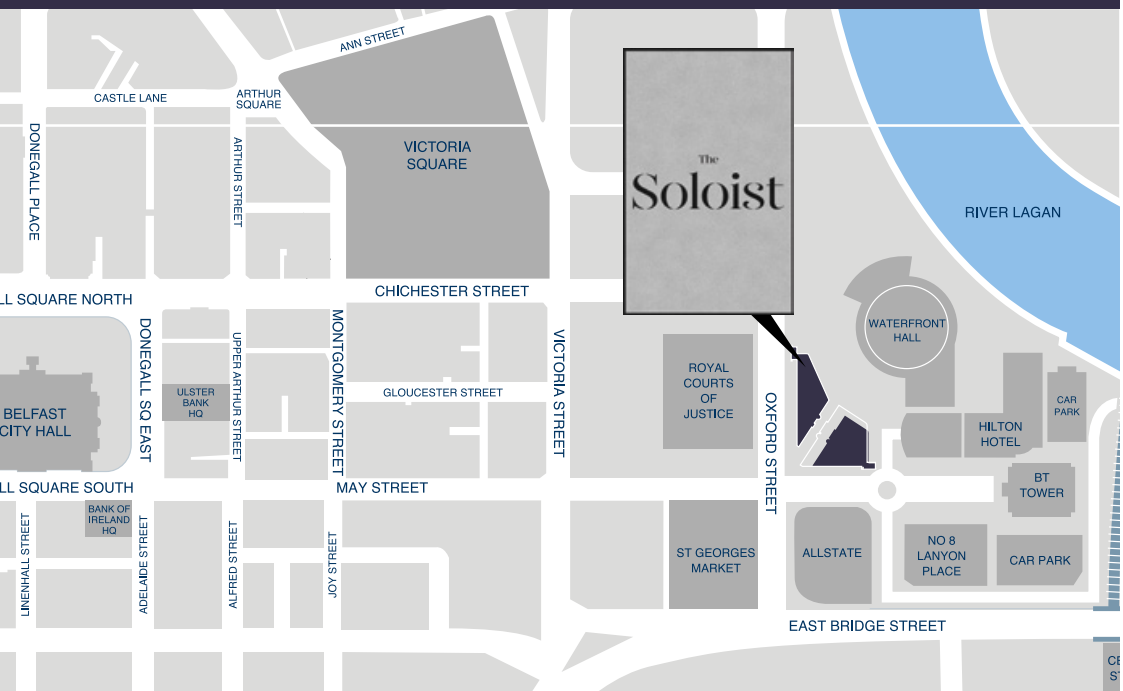 ANN STREET
CASTLE LANE
ARTHUR
SQUARE
DONEGALL PLACE
ARTHUR STREET
VICTORIA
SQUARE
The
Soloist
RIVER LAGAN
LL SQUARE NORTH
CHICHESTER STREET
DONEGALL SQ EAST
UPPER ARTHUR STREET
MONTGOMERY STREET
VICTORIA STREET
WATERFRONT
HALL
ULSTER
BANK
HQ
GLOUCESTER STREET
ROYAL
COURTS
OF
JUSTICE
OXFORD STREET
CAR
PARK
BELFAST
CITY HALL
HILTON
HOTEL
LL SQUARE SOUTH
MAY STREET
BT
TOWER
BANK OF
IRELAND
HQ
LINENHALL STREET
ADELAIDE STREET
ALFRED STREET
JOY STREET
ST GEORGES
MARKET
ALLSTATE
NO 8
LANYON
PLACE
CAR PARK
EAST BRIDGE STREET
CE
ST